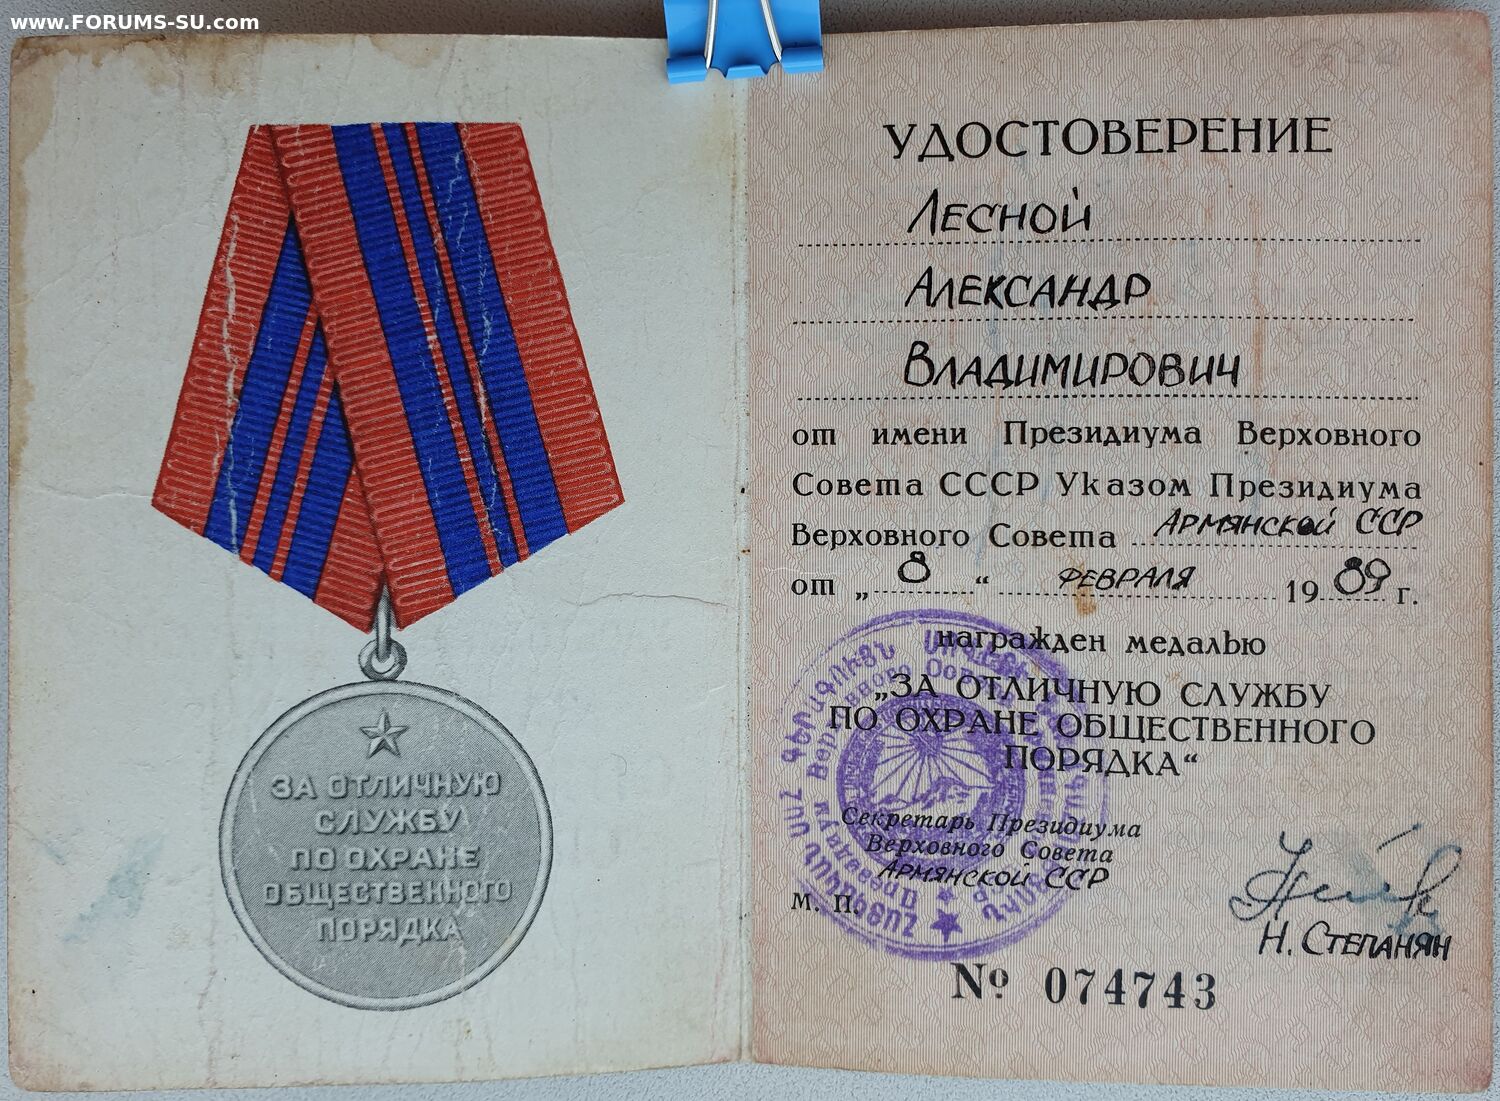 www.FORUMS-SU.com
ЗА ОТЛИЧНУЮ
СЛУЖБУ
ПО ОХРАНЕ
ОБЩЕСТВЕННОГО
ПОРЯДКА
УДОСТОВЕРЕНИЕ
ЛЕСНОЙ
АЛЕКСАНДР
ВЛАДИМИРОВИЧ
от имени Президиума Верховного
Совета СССР Указом Президиума
Верховного Совета АРМЯНСКОЙ ССР
от „ 8 “ ФЕВРАЛЯ 1989 г.
награжден медалью
„ЗА ОТЛИЧНУЮ СЛУЖБУ
ПО ОХРАНЕ ОБЩЕСТВЕННОГО
ПОРЯДКА“
Секретарь Президиума
Верховного Совета
АРМЯНСКОЙ ССР
М. П.
Н. СТЕПАНЯН
№ 074743